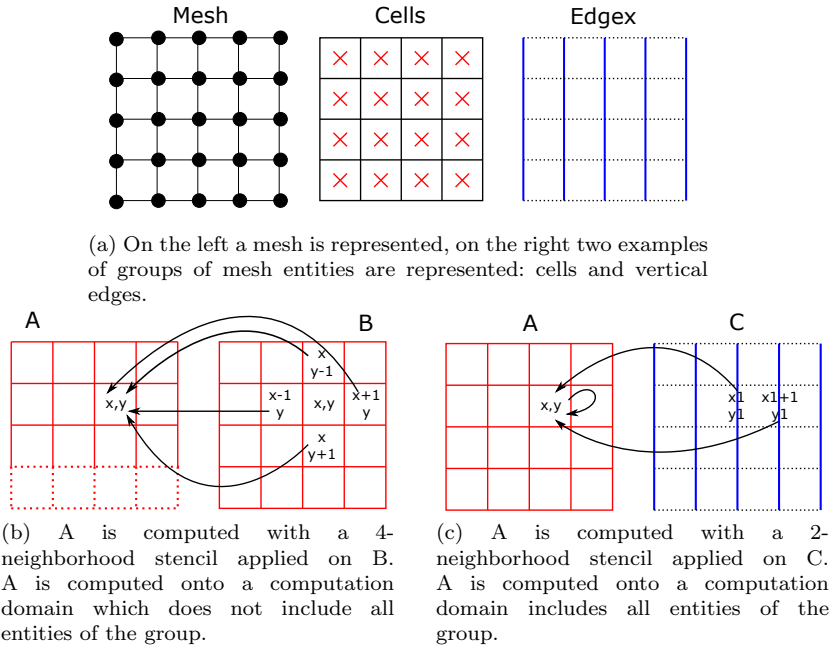 Mesh
Cells
Edgex
(a) On the left a mesh is represented, on the right two examples
of groups of mesh entities are represented: cells and vertical
edges.
A
B
x
y-1
x,y
x-1
y
x,y
x+1
y
x
y+1
(b) A is computed with a 4-
neighborhood stencil applied on B.
A is computed onto a computation
domain which does not include all
entities of the group.
A
C
x,y
x1
y1
x1+1
y1
(c) A is computed with a 2-
neighborhood stencil applied on C.
A is computed onto a computation
domain includes all entities of the
group.